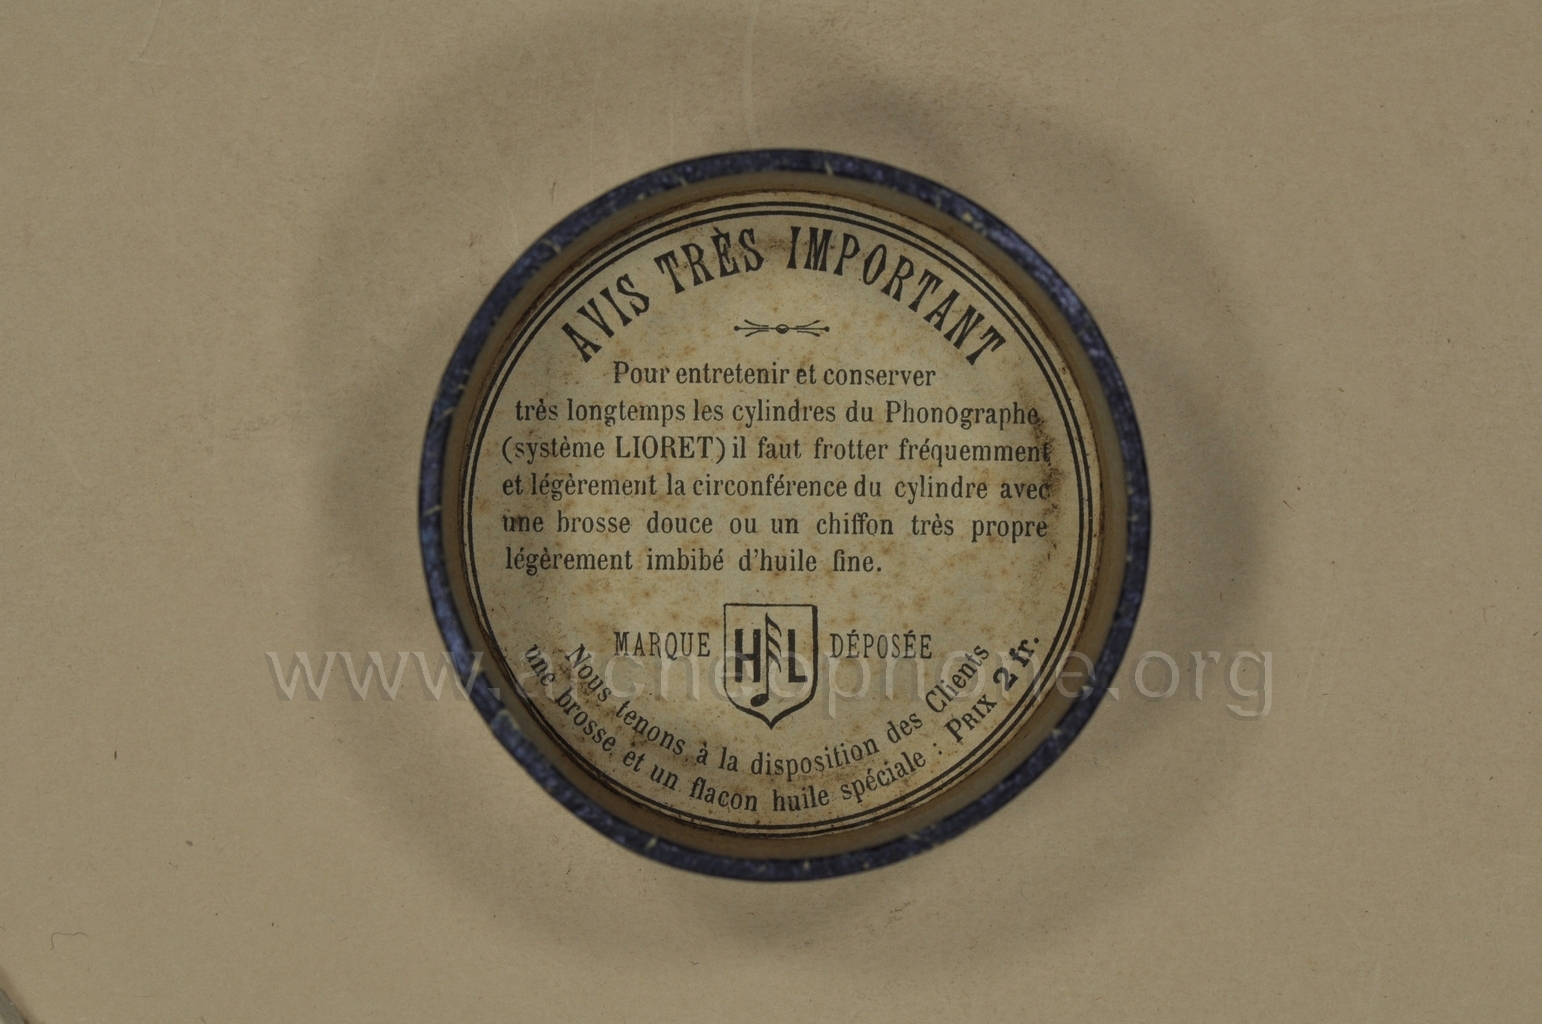 AVIS TRÈS IMPORTANT
Pour entretenir et conserver
très longtemps les cylindres du Phonographe
(système LIORET) il faut frotter fréquemment
et légèrement la circonférence du cylindre avec
une brosse douce ou un chiffon très propre
légèrement imbibé d'huile fine.
MARQUE HL DÉPOSÉE
Nous tenons à la disposition des Clients
une brosse et un flacon huile spéciale : PRIX 2 fr.
www.archeophone.org